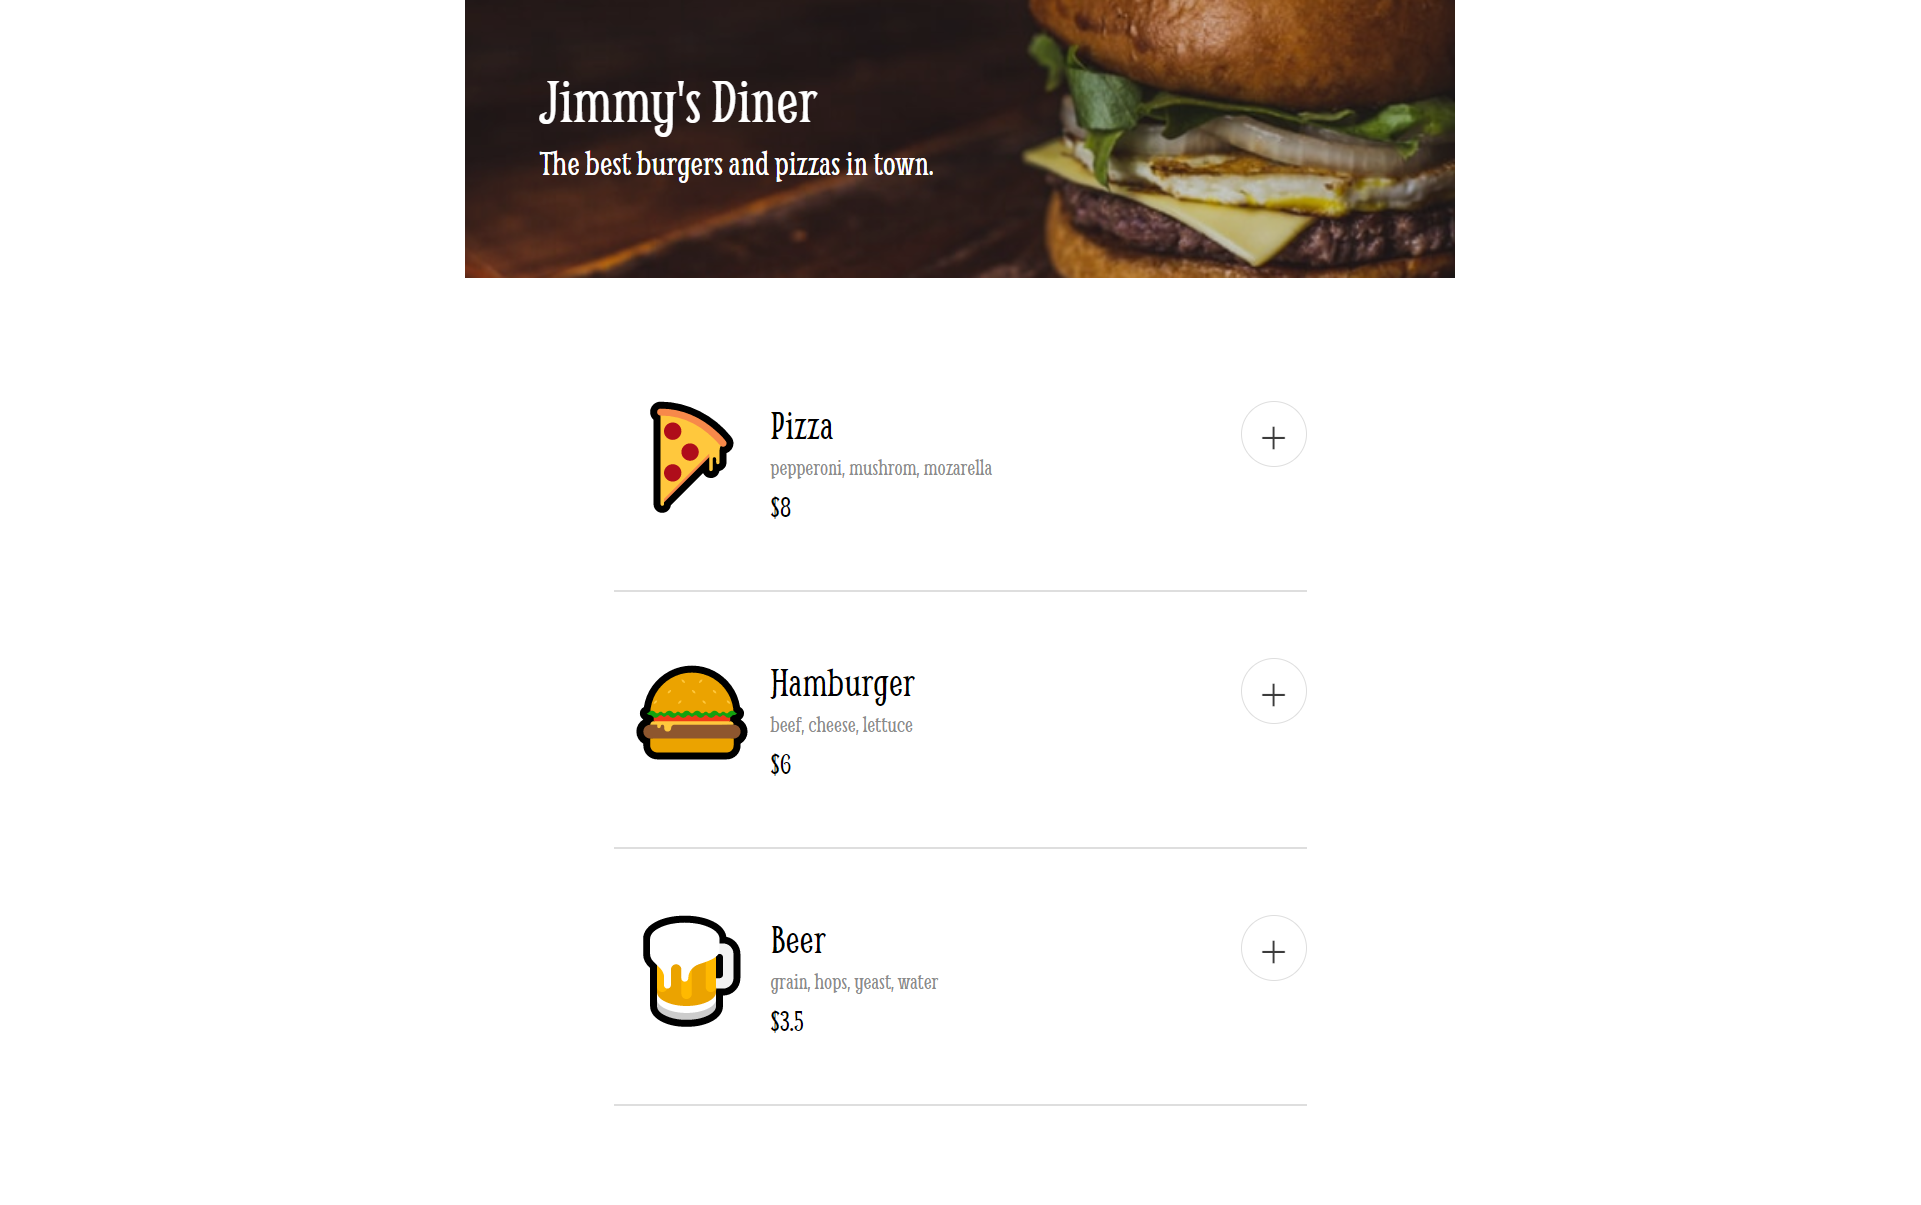 Jimmy's Diner
The best burgers and pizzas in town.
Pizza
pepperoni, mushrom, mozarella
$8
Hamburger
beef, cheese, lettuce
$6
Beer
grain, hops, yeast, water
$3.5